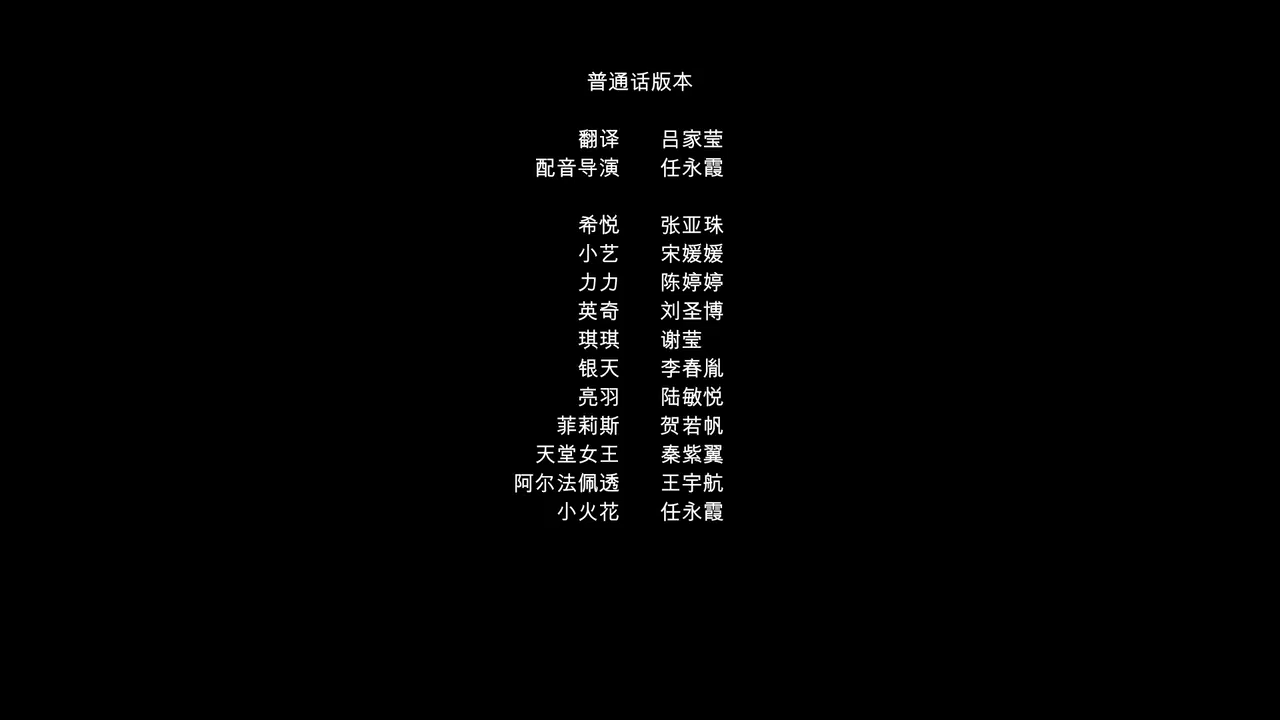 普通话版本
翻译 吕家莹
配音导演 任永霞
希悦 张亚珠
小艺 宋媛媛
力力 陈婷婷
英奇 刘圣博
琪琪 谢莹
银天 李春胤
亮羽 陆敏悦
菲莉斯 贺若帆
天堂女王 秦紫翼
阿尔法佩透 王宇航
小火花 任永霞